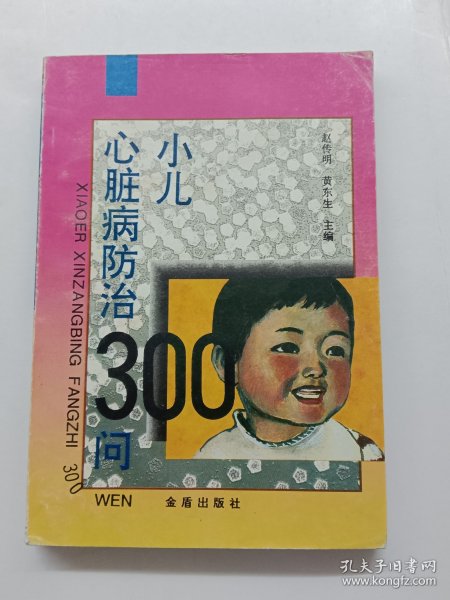 小儿
心脏病防治
300
问
赵传明 黄东生 主编
XIAOER XINZANGBING FANGZHI 300
WEN
金盾出版社
孔夫子旧书网
www.kongfz.com